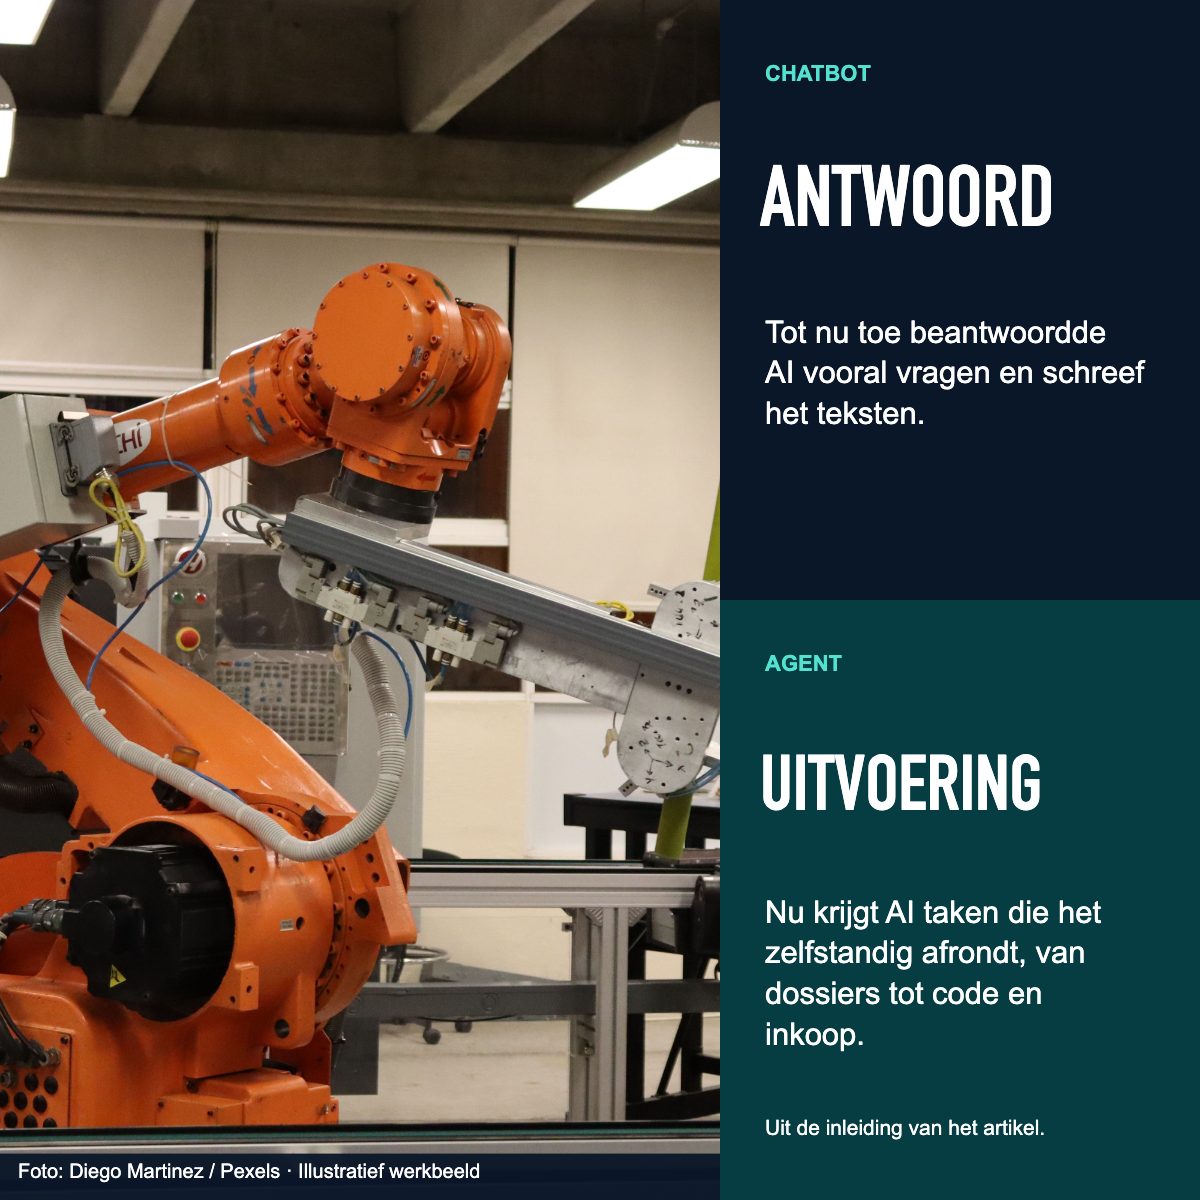 CHATBOT
ANTWOORD
Tot nu toe beantwoordde
AI vooral vragen en schreef
het teksten.
AGENT
UITVOERING
Nu krijgt AI taken die het
zelfstandig afrondt, van
dossiers tot code en
inkoop.
Uit de inleiding van het artikel.
Foto: Diego Martinez / Pexels · Illustratief werkbeeld